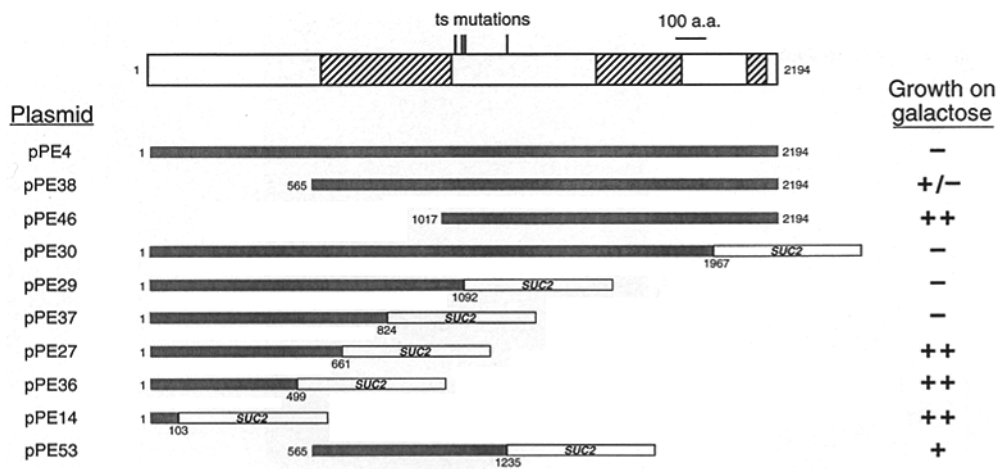 ts mutations
100 a.a.
1 2194
Plasmid Growth on galactose
pPE4 1 2194 −
pPE38 565 2194 +/−
pPE46 1017 2194 ++
pPE30 1 1967 SUC2 −
pPE29 1 1092 SUC2 −
pPE37 1 824 SUC2 −
pPE27 1 661 SUC2 ++
pPE36 1 499 SUC2 ++
pPE14 1 103 SUC2 ++
pPE53 565 1235 SUC2 +